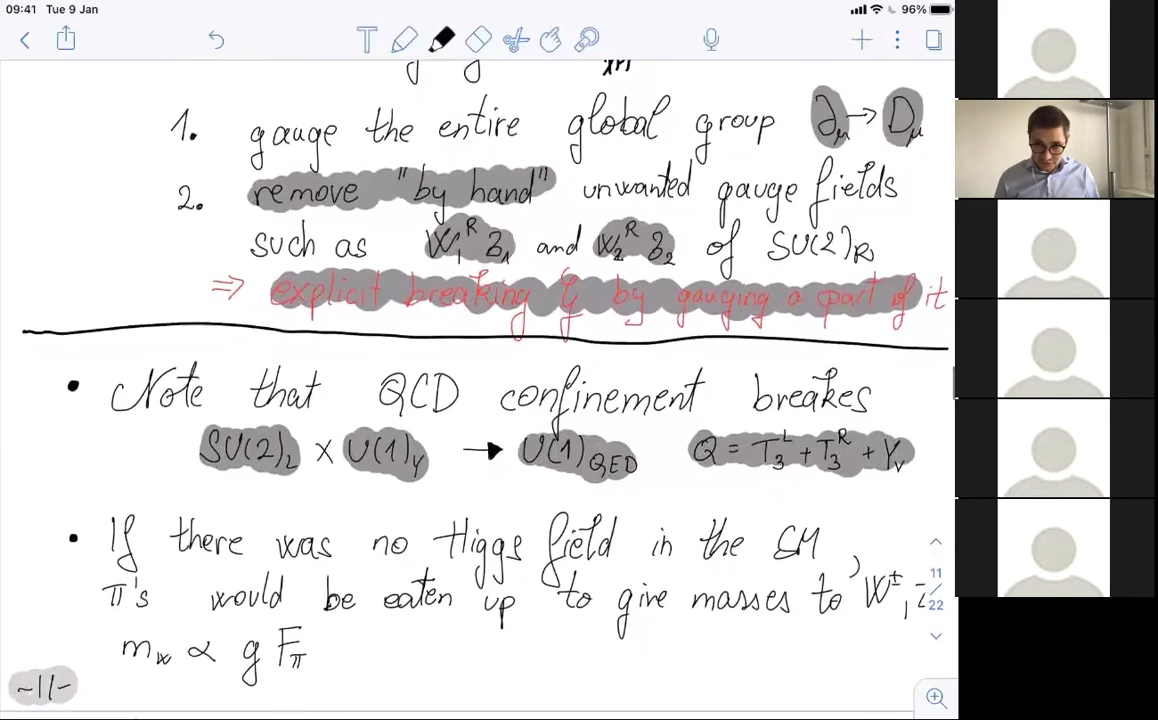 09:41 Tue 9 Jan 96%
1. gauge the entire global group ∂μ → Dμ
2. remove "by hand" unwanted gauge fields
such as W₁ᴿ B₁ and W₂ᴿ B₂ of SU(2)R
⇒ explicit breaking G by gauging a part of it
• Note that QCD confinement breakes
SU(2)L × U(1)Y → U(1)QED Q = T₃ᴸ + T₃ᴿ + YV
• If there was no Higgs field in the SM,
π's would be eaten up to give masses to W±, Z
mW ∝ g Fπ
-11-
11
22